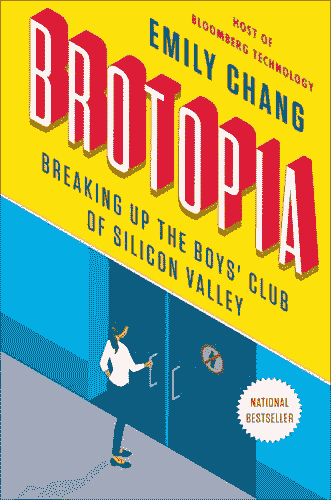 HOST OF
BLOOMBERG TECHNOLOGY
EMILY CHANG
BROTOPIA
BREAKING UP THE BOYS' CLUB
OF SILICON VALLEY
NATIONAL
BESTSELLER